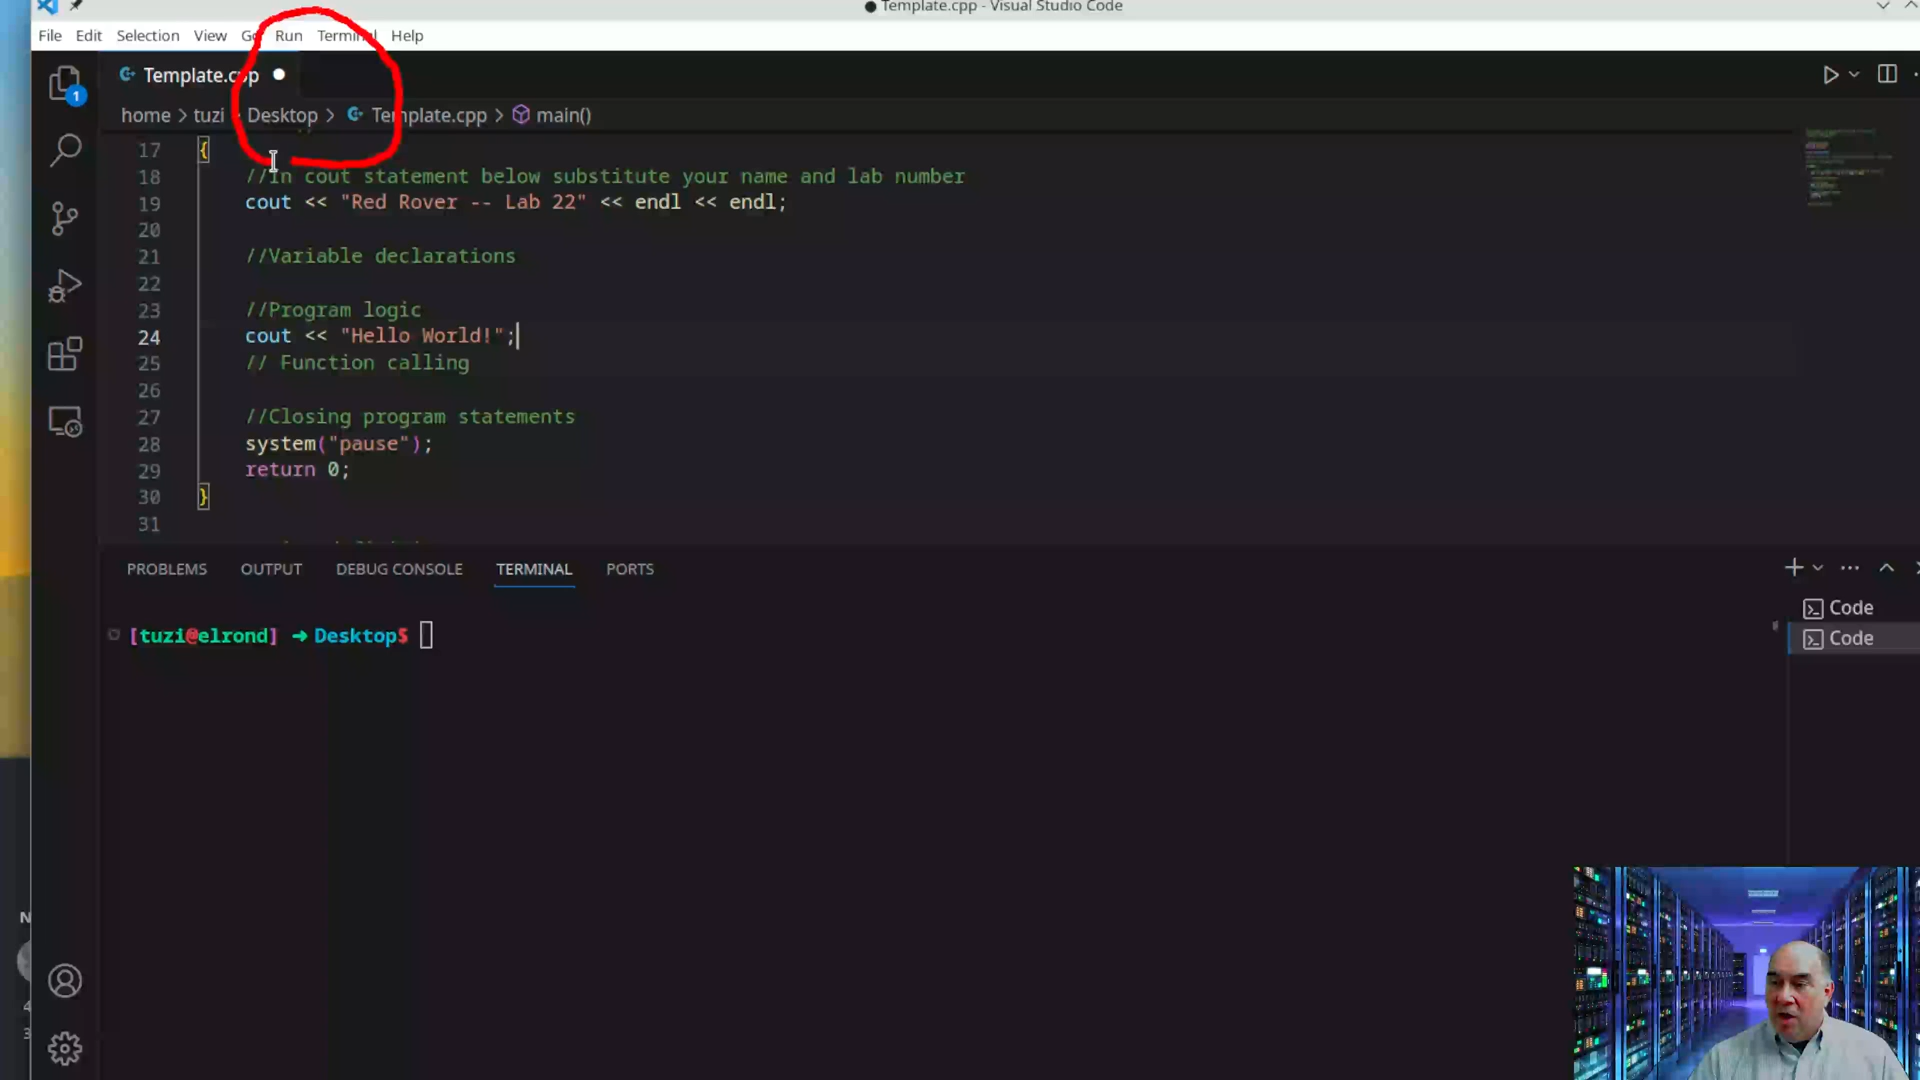 Template.cpp - Visual Studio Code
File Edit Selection View Go Run Terminal Help
Template.cpp
home > tuzi > Desktop > Template.cpp > main()
17 {
18 //In cout statement below substitute your name and lab number
19 cout << "Red Rover -- Lab 22" << endl << endl;
20
21 //Variable declarations
22
23 //Program logic
24 cout << "Hello World!";
25 // Function calling
26
27 //Closing program statements
28 system("pause");
29 return 0;
30 }
31
1
PROBLEMS OUTPUT DEBUG CONSOLE TERMINAL PORTS
[tuzi@elrond] ➜ Desktop$
Code
Code
N